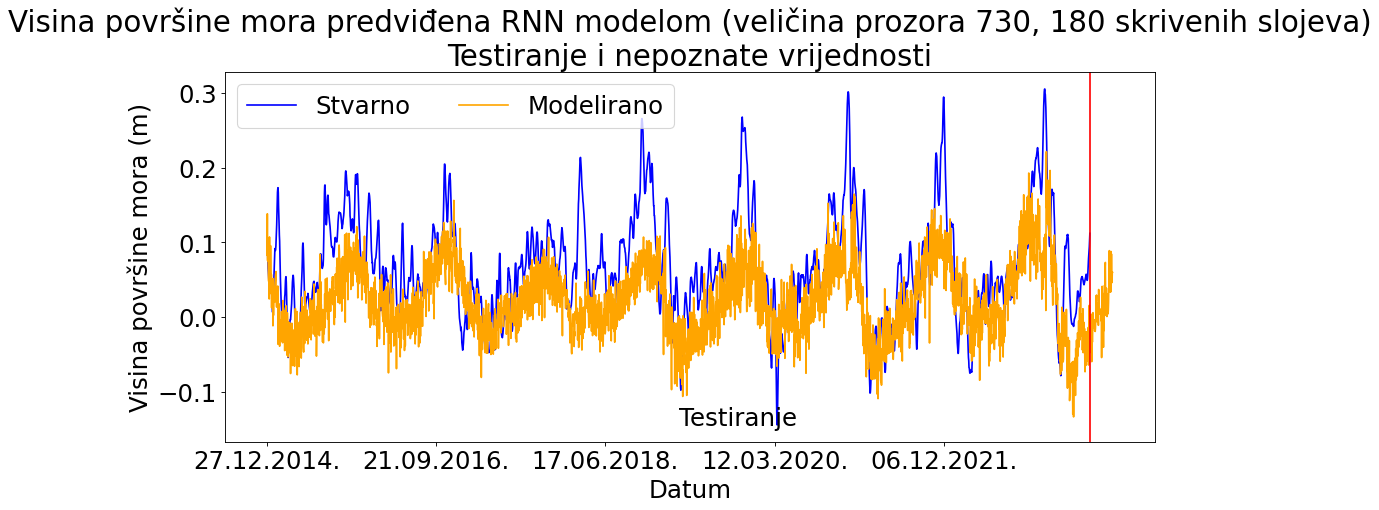 Visina površine mora predviđena RNN modelom (veličina prozora 730, 180 skrivenih slojeva)
Testiranje i nepoznate vrijednosti
Stvarno Modelirano
Visina površine mora (m)
0.3
0.2
0.1
0.0
−0.1
Testiranje
27.12.2014. 21.09.2016. 17.06.2018. 12.03.2020. 06.12.2021.
Datum